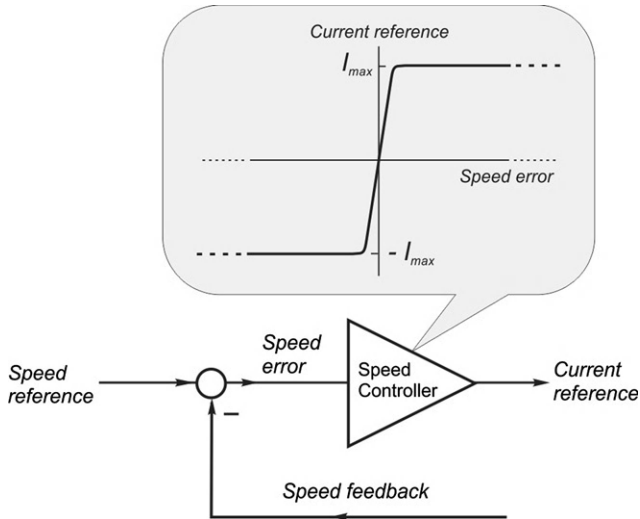 Current reference
Imax
Speed error
- Imax
Speed
error
Speed
reference
Speed
Controller
Current
reference
–
Speed feedback